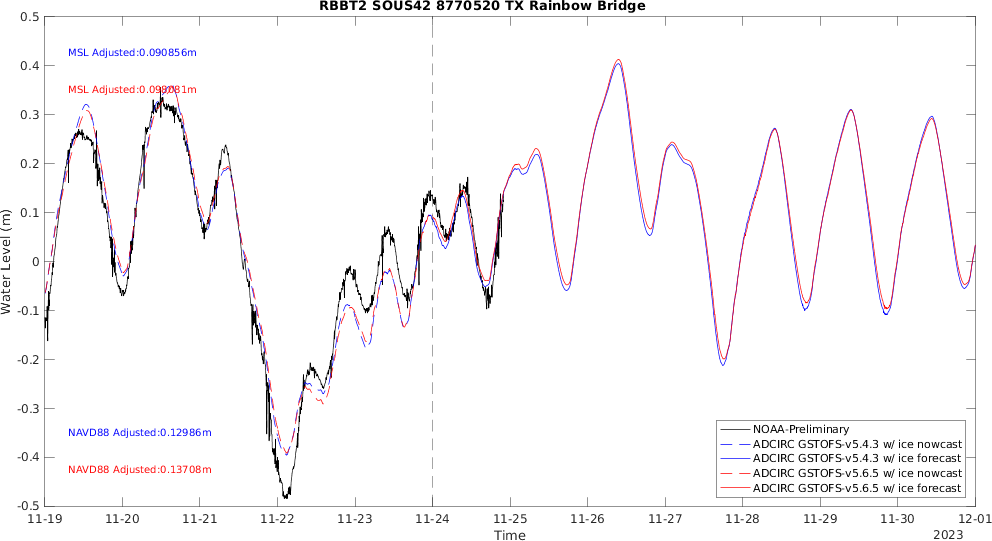 RBBT2 SOUS42 8770520 TX Rainbow Bridge
0.5
0.4
0.3
0.2
0.1
0
-0.1
-0.2
-0.3
-0.4
-0.5
Water Level (m)
MSL Adjusted:0.090856m
NAVD88 Adjusted:0.12986m
NAVD88 Adjusted:0.13708m
NOAA-Preliminary
ADCIRC GSTOFS-v5.4.3 w/ ice nowcast
ADCIRC GSTOFS-v5.4.3 w/ ice forecast
ADCIRC GSTOFS-v5.6.5 w/ ice nowcast
ADCIRC GSTOFS-v5.6.5 w/ ice forecast
11-19 11-20 11-21 11-22 11-23 11-24 11-25 11-26 11-27 11-28 11-29 11-30 12-01
Time
2023